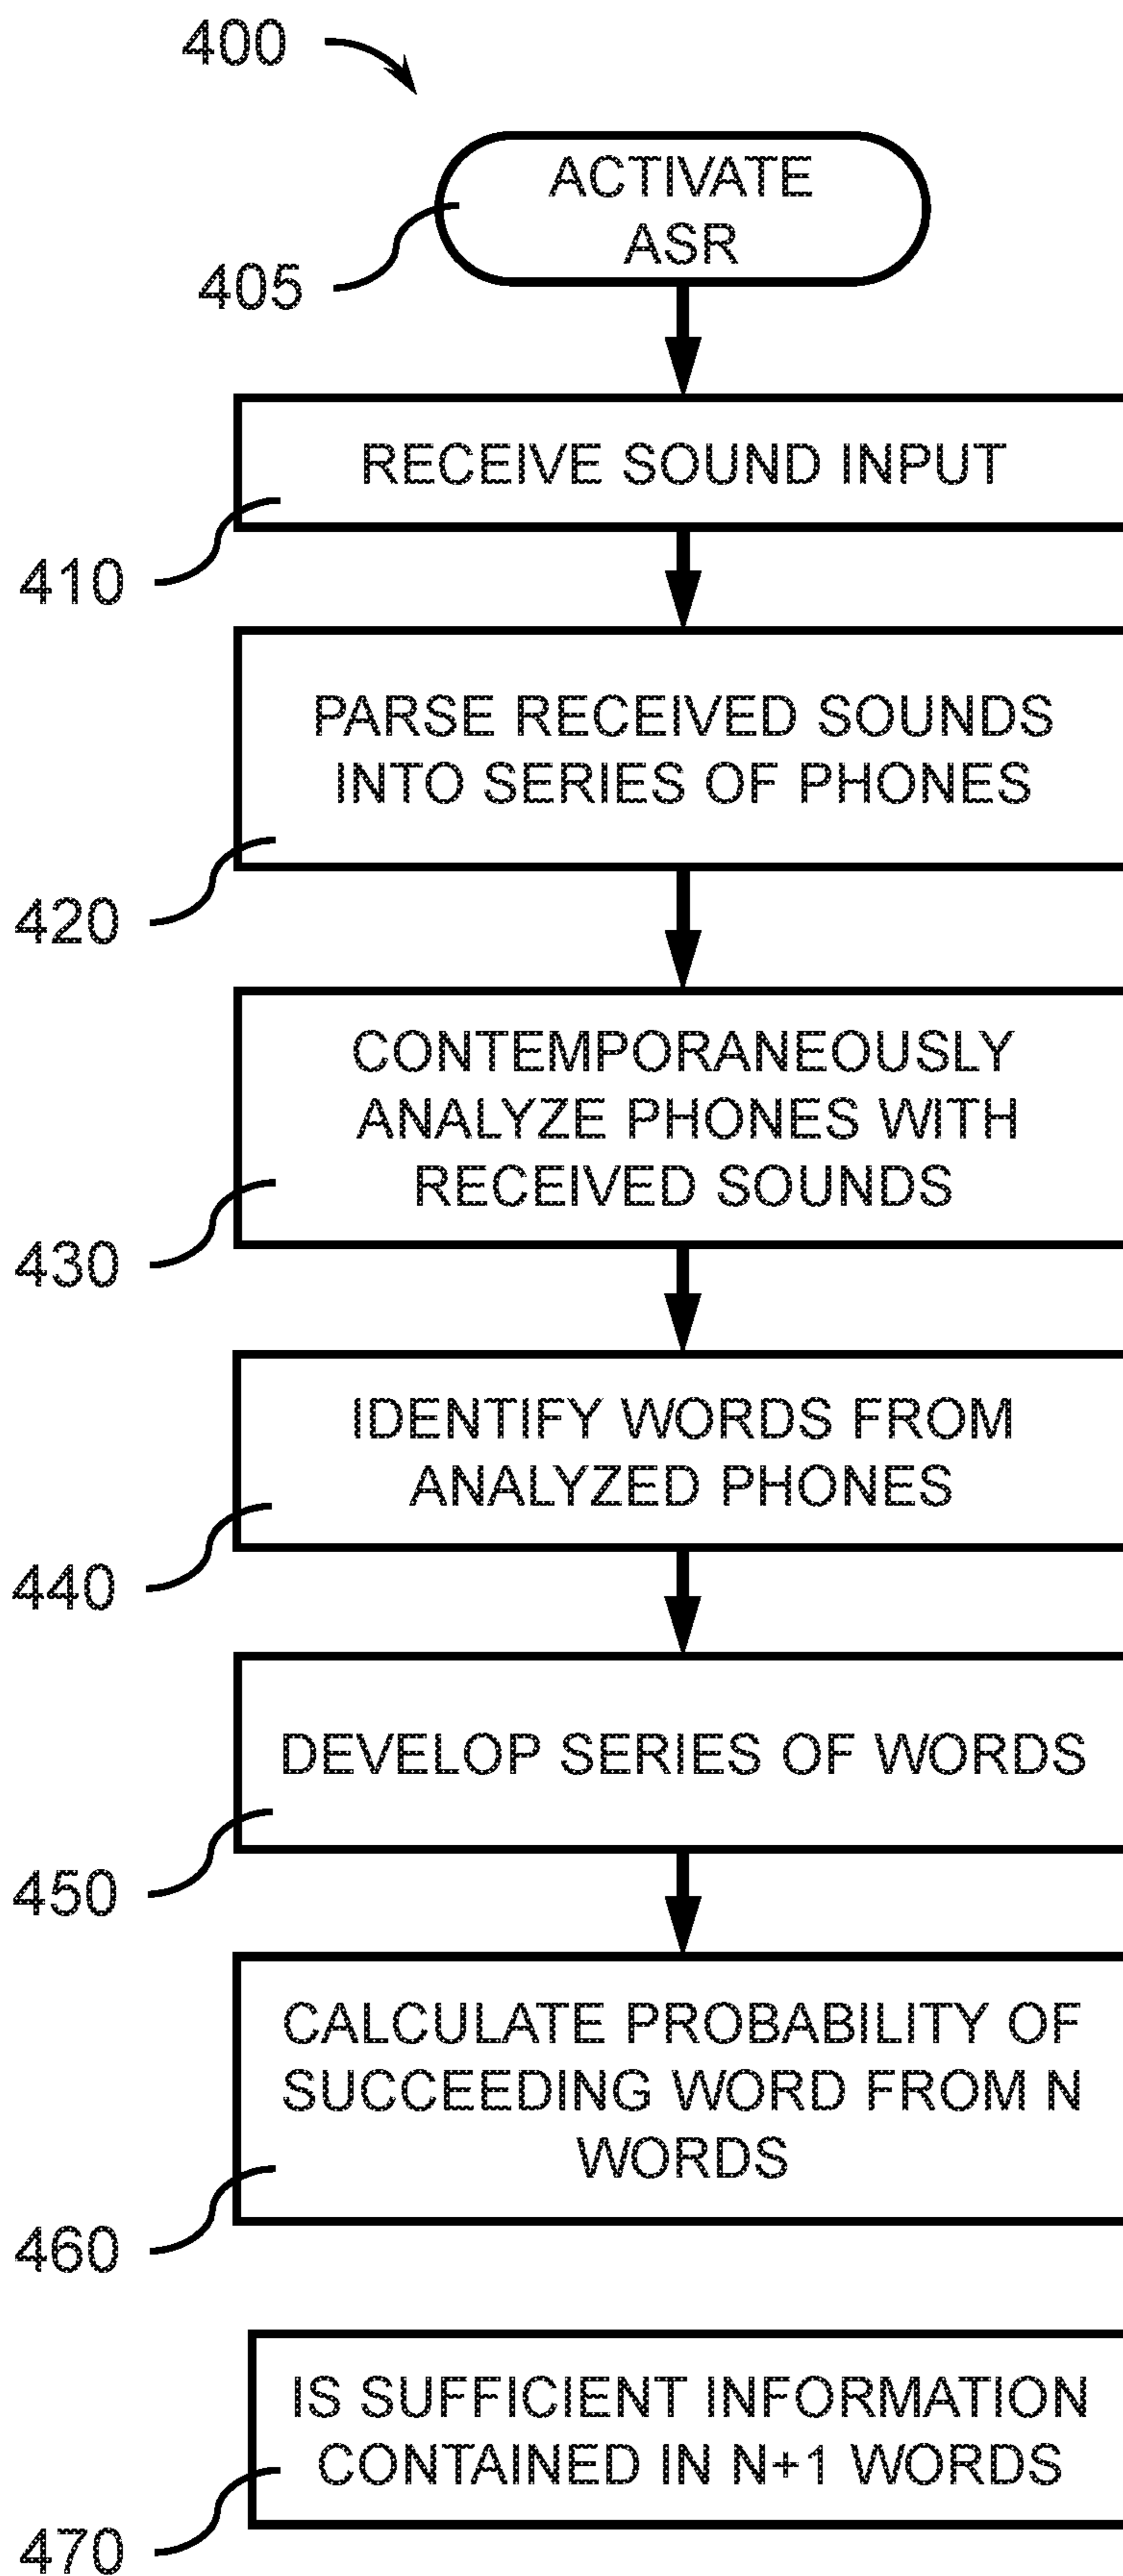 400
ACTIVATE
ASR
405
RECEIVE SOUND INPUT
410
PARSE RECEIVED SOUNDS
INTO SERIES OF PHONES
420
CONTEMPORANEOUSLY
ANALYZE PHONES WITH
RECEIVED SOUNDS
430
IDENTIFY WORDS FROM
ANALYZED PHONES
440
DEVELOP SERIES OF WORDS
450
CALCULATE PROBABILITY OF
SUCCEEDING WORD FROM N
WORDS
460
IS SUFFICIENT INFORMATION
CONTAINED IN N+1 WORDS
470